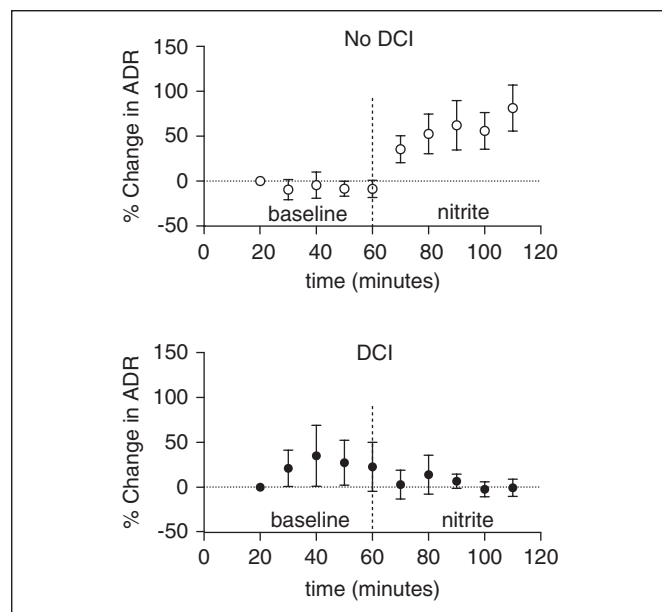 No DCI
% Change in ADR
150
100
50
0
-50
baseline
nitrite
0
20
40
60
80
100
120
time (minutes)
DCI
% Change in ADR
150
100
50
0
-50
baseline
nitrite
0
20
40
60
80
100
120
time (minutes)